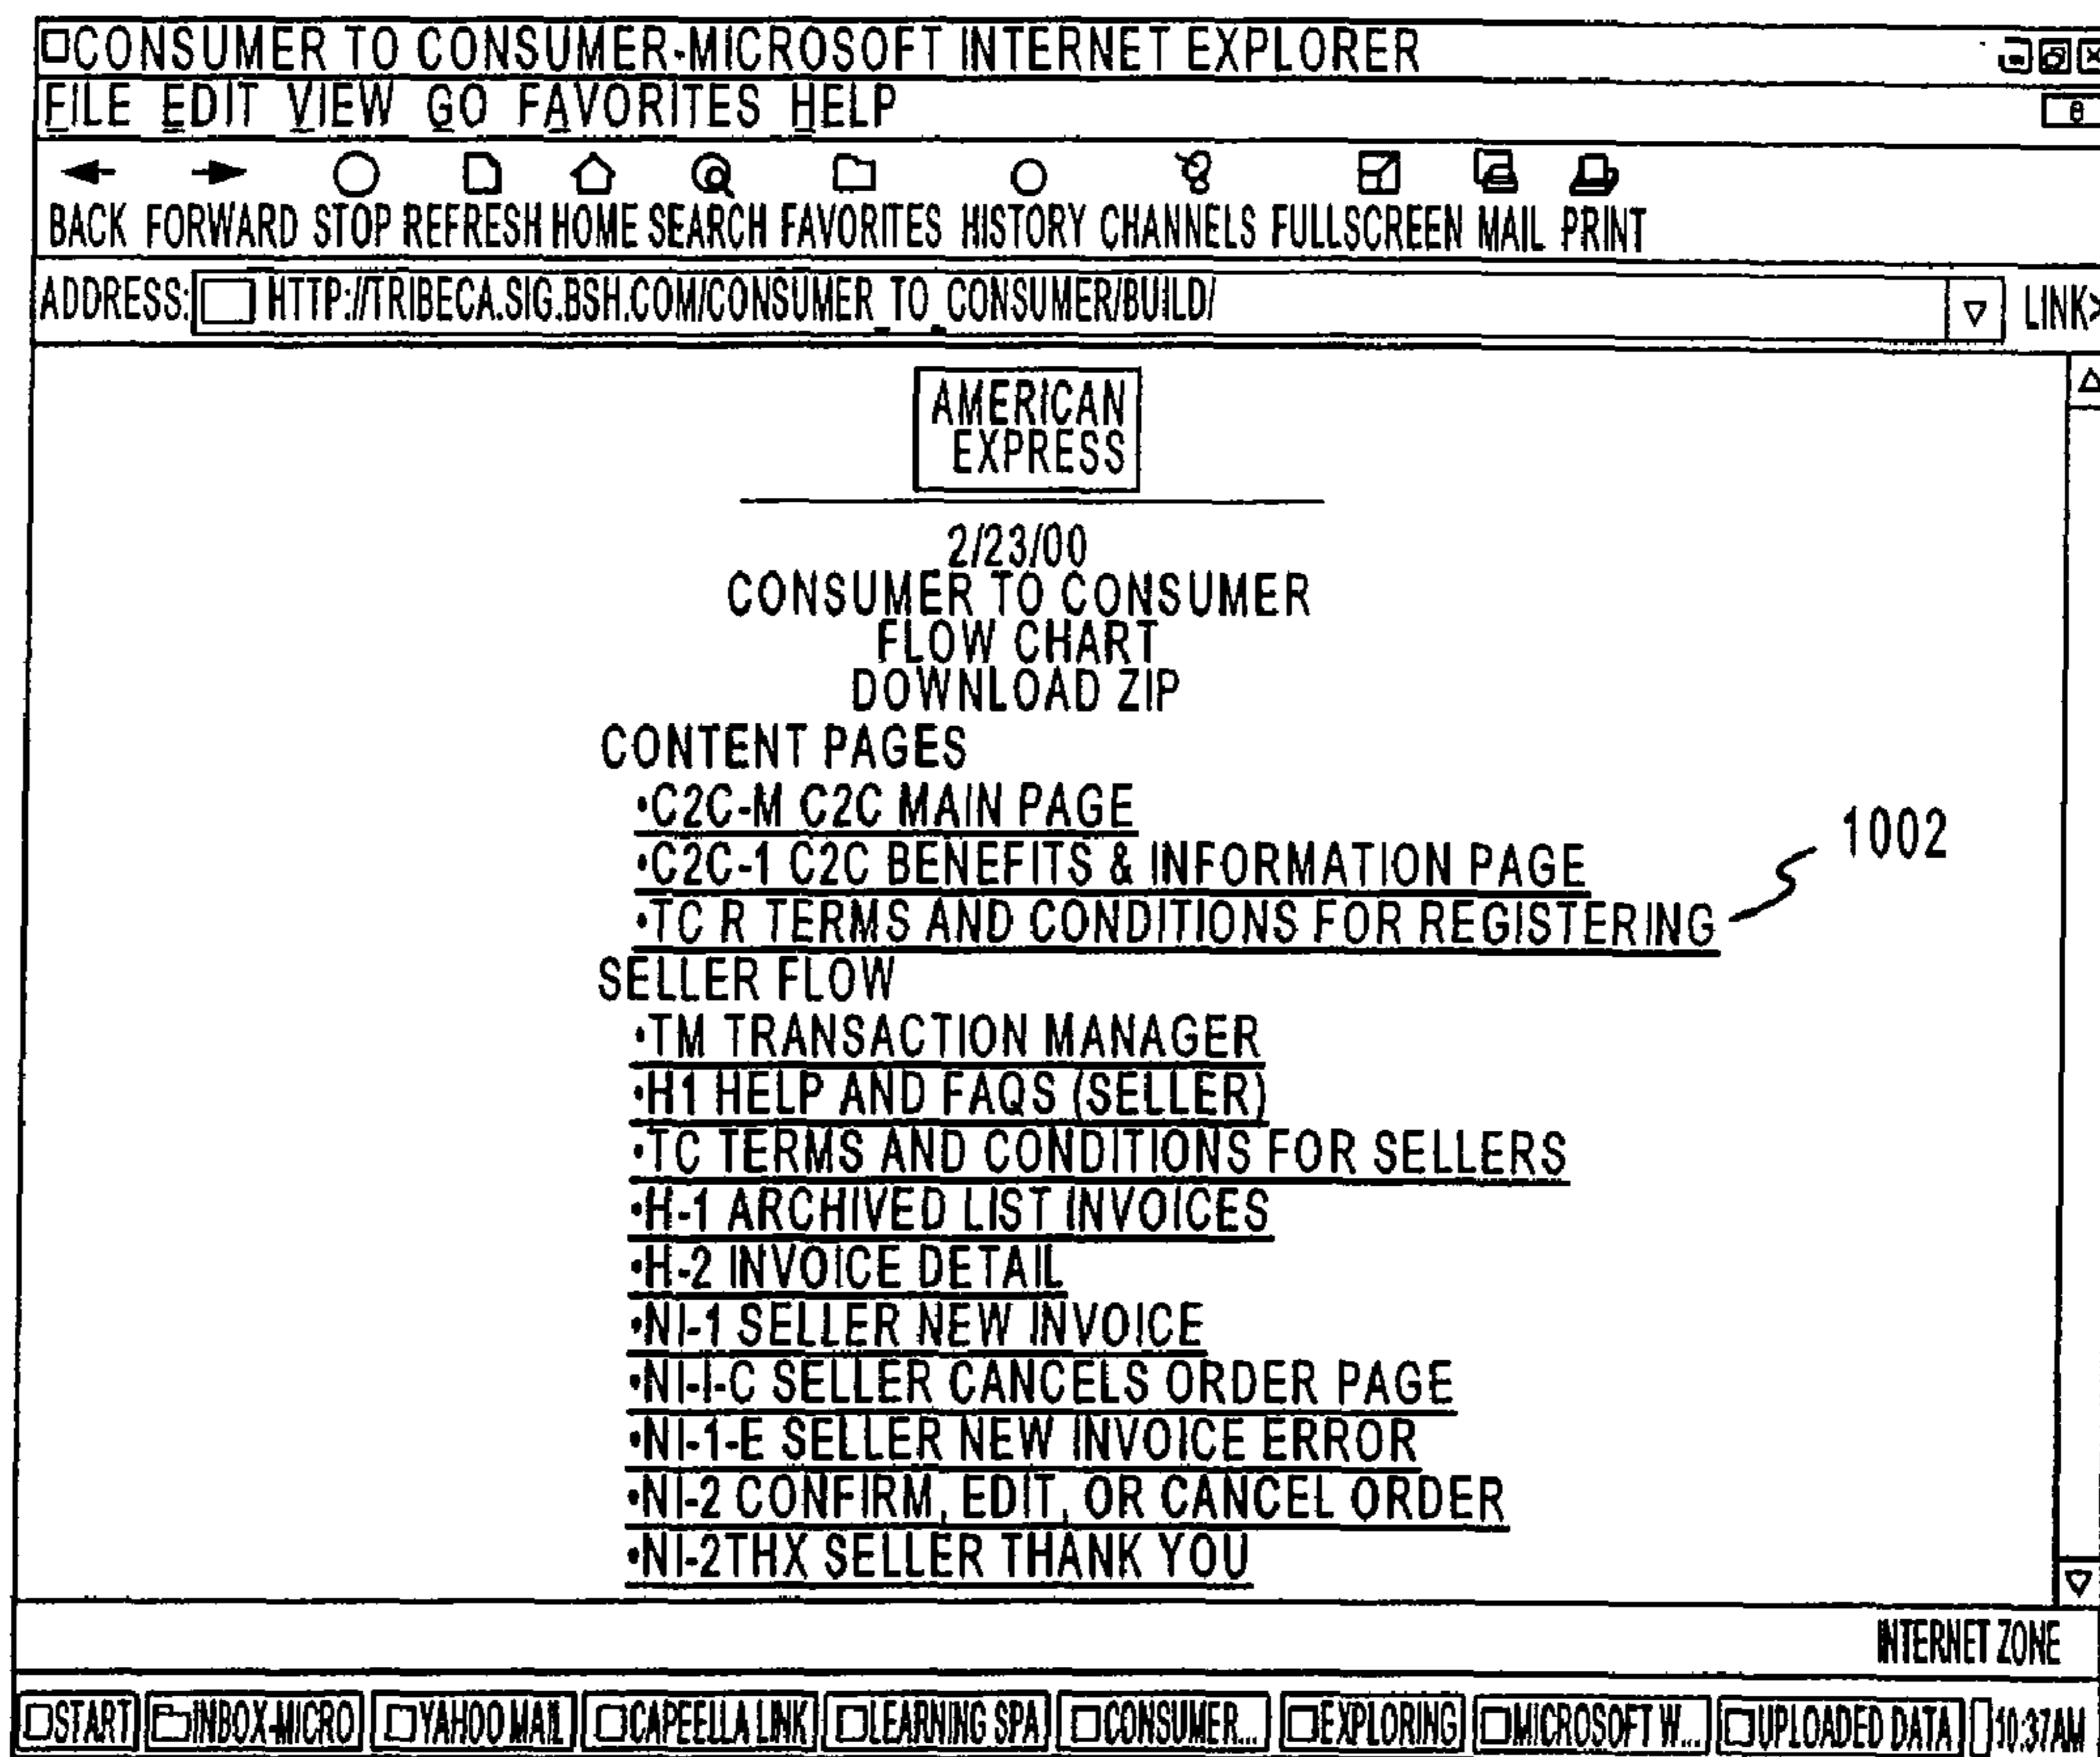 CONSUMER TO CONSUMER-MICROSOFT INTERNET EXPLORER
FILE EDIT VIEW GO FAVORITES HELP
e
BACK FORWARD STOP REFRESH HOME SEARCH FAVORITES HISTORY CHANNELS FULLSCREEN MAIL PRINT
ADDRESS: HTTP://TRIBECA.SIG.BSH.COM/CONSUMER_TO_CONSUMER/BUILD/ LINK>
AMERICAN
EXPRESS
2/23/00
CONSUMER TO CONSUMER
FLOW CHART
DOWNLOAD ZIP
CONTENT PAGES
•C2C-M C2C MAIN PAGE
•C2C-1 C2C BENEFITS & INFORMATION PAGE
•TC R TERMS AND CONDITIONS FOR REGISTERING
1002
SELLER FLOW
•TM TRANSACTION MANAGER
•H1 HELP AND FAQS (SELLER)
•TC TERMS AND CONDITIONS FOR SELLERS
•H-1 ARCHIVED LIST INVOICES
•H-2 INVOICE DETAIL
•NI-1 SELLER NEW INVOICE
•NI-I-C SELLER CANCELS ORDER PAGE
•NI-1-E SELLER NEW INVOICE ERROR
•NI-2 CONFIRM, EDIT, OR CANCEL ORDER
•NI-2THX SELLER THANK YOU
INTERNET ZONE
START INBOX-MICRO YAHOO MAIL CAPEELLA LINK LEARNING SPA CONSUMER... EXPLORING MICROSOFT W... UPLOADED DATA 10:37AM